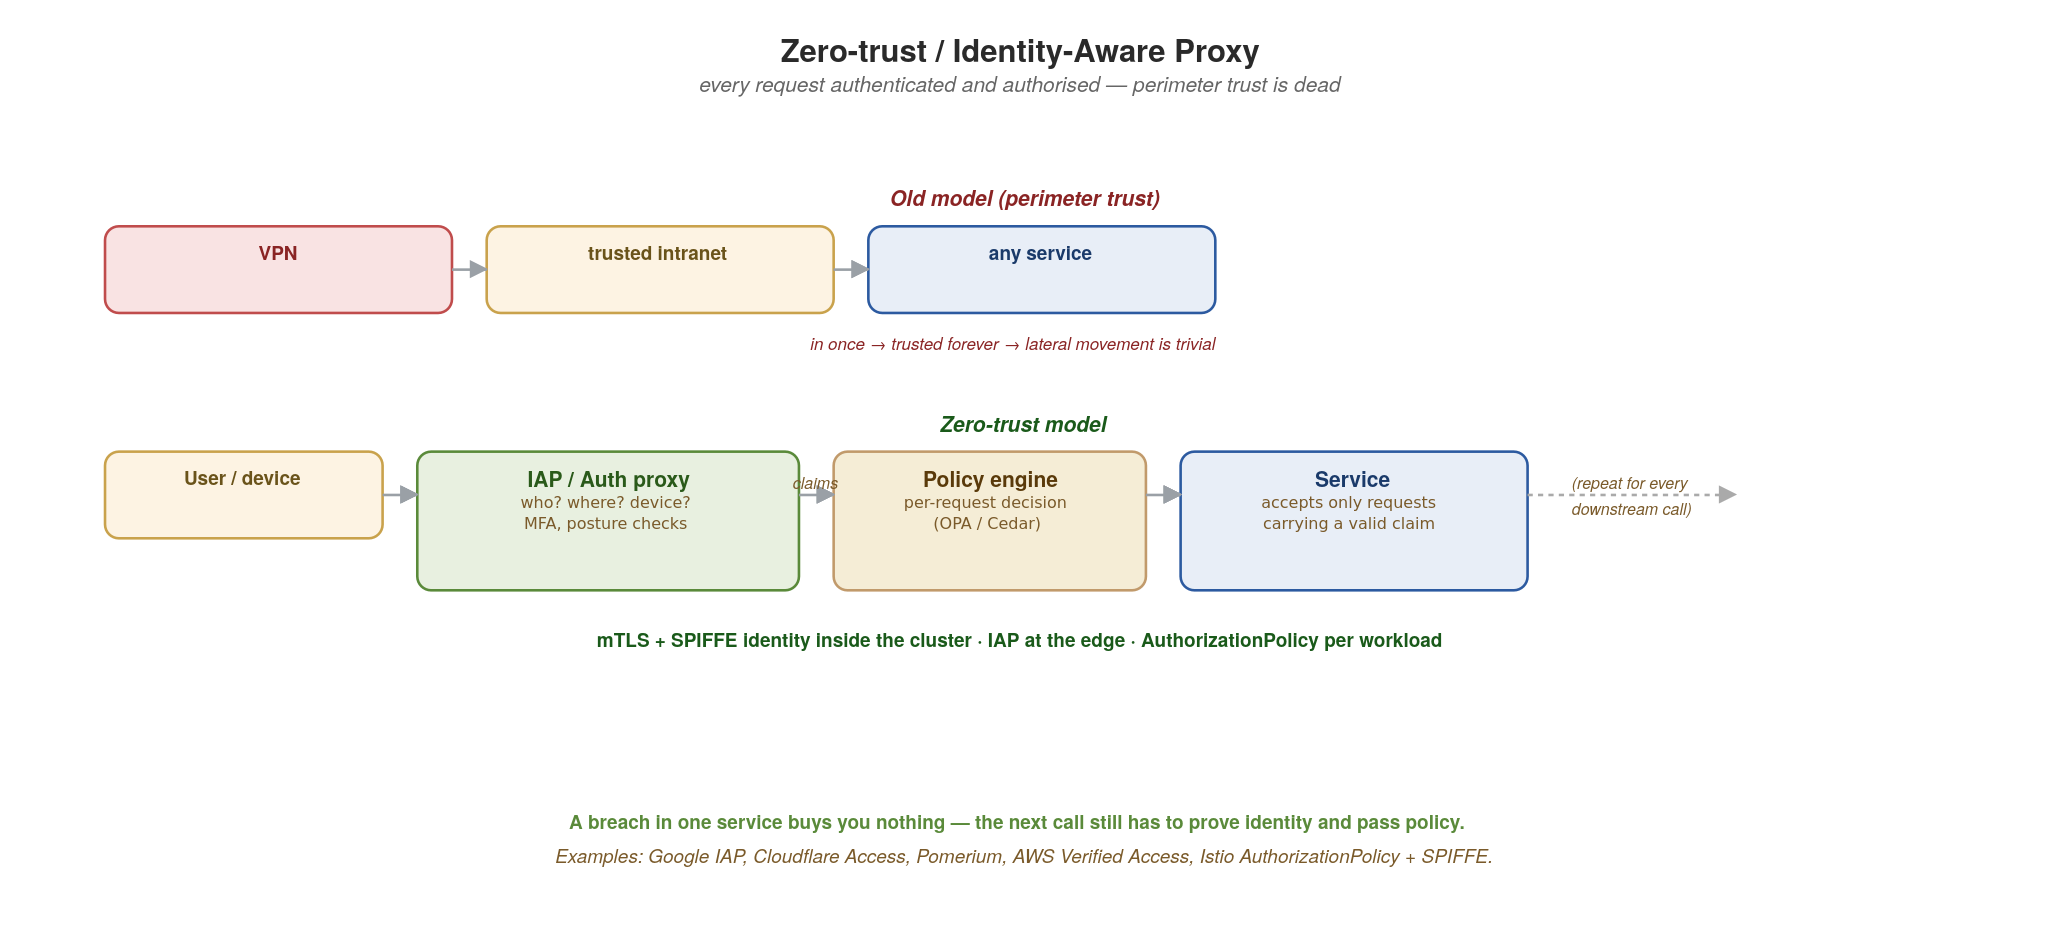 Zero-trust / Identity-Aware Proxy
every request authenticated and authorised — perimeter trust is dead
Old model (perimeter trust)
VPN
trusted intranet
any service
in once → trusted forever → lateral movement is trivial
Zero-trust model
User / device
IAP / Auth proxy
who? where? device?
MFA, posture checks
claims
Policy engine
per-request decision
(OPA / Cedar)
Service
accepts only requests
carrying a valid claim
(repeat for every
downstream call)
mTLS + SPIFFE identity inside the cluster · IAP at the edge · AuthorizationPolicy per workload
A breach in one service buys you nothing — the next call still has to prove identity and pass policy.
Examples: Google IAP, Cloudflare Access, Pomerium, AWS Verified Access, Istio AuthorizationPolicy + SPIFFE.